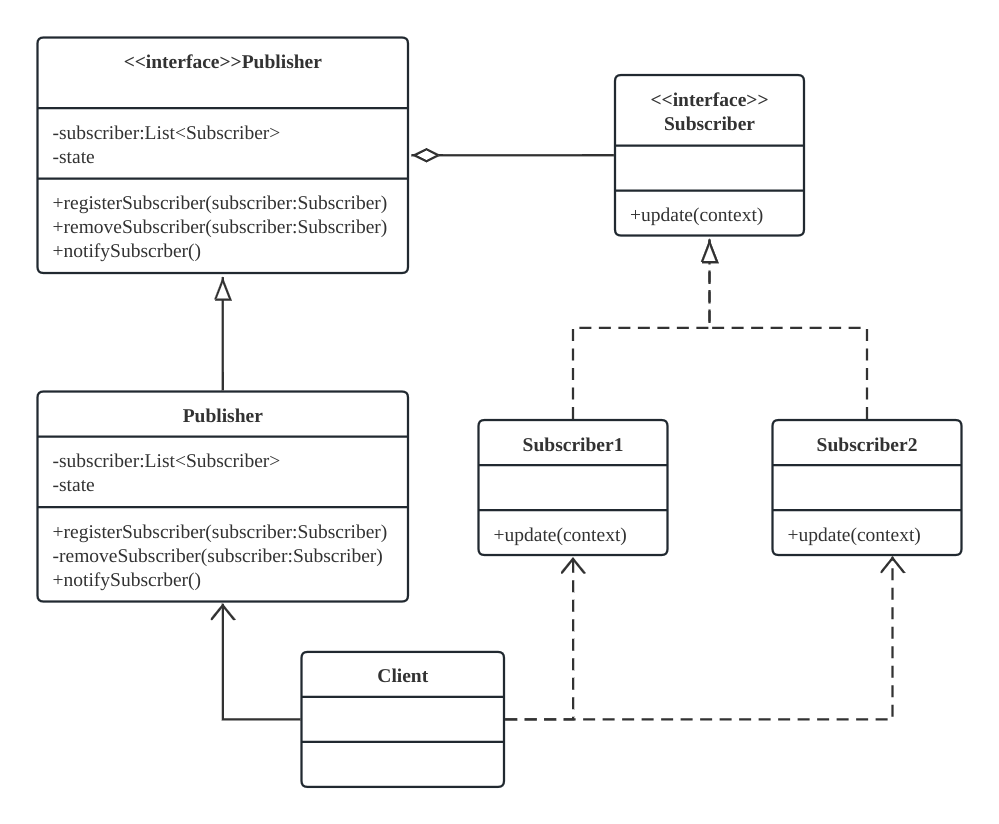 <<interface>>Publisher
-subscriber:List<Subscriber>
-state
+registerSubscriber(subscriber:Subscriber)
+removeSubscriber(subscriber:Subscriber)
+notifySubscrber()
<<interface>>
Subscriber
+update(context)
Publisher
-subscriber:List<Subscriber>
-state
+registerSubscriber(subscriber:Subscriber)
-removeSubscriber(subscriber:Subscriber)
+notifySubscrber()
Subscriber1
+update(context)
Subscriber2
+update(context)
Client